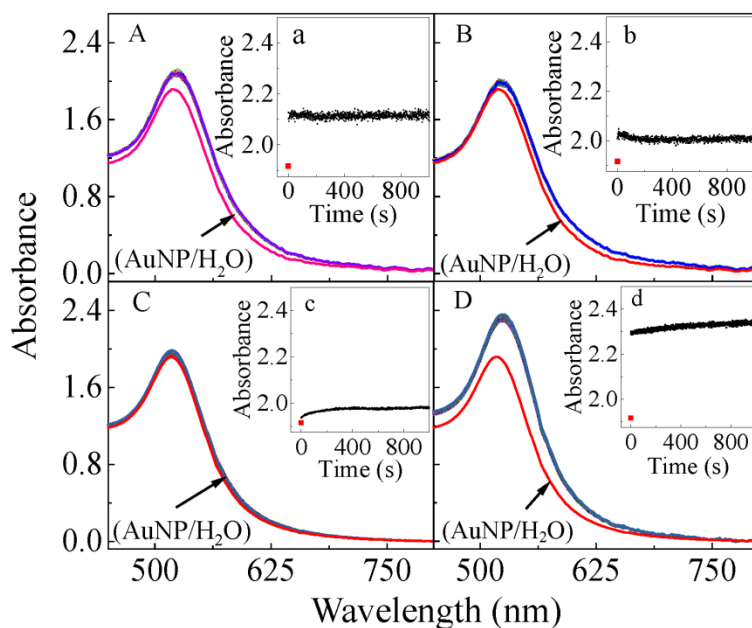 A
a
2.4
2.2
2.1
2.0
0 400 800
Absorbance
Time (s)
(AuNP/H₂O)
B
b
2.4
2.2
2.0
0 400 800
Absorbance
Time (s)
(AuNP/H₂O)
C
c
2.4
2.2
2.0
0 400 800
Absorbance
Time (s)
(AuNP/H₂O)
D
d
2.4
2.2
2.0
0 400 800
Absorbance
Time (s)
(AuNP/H₂O)
2.4
1.6
0.8
0.0
2.4
1.6
0.8
0.0
Absorbance
500 625 750 500 625 750
Wavelength (nm)